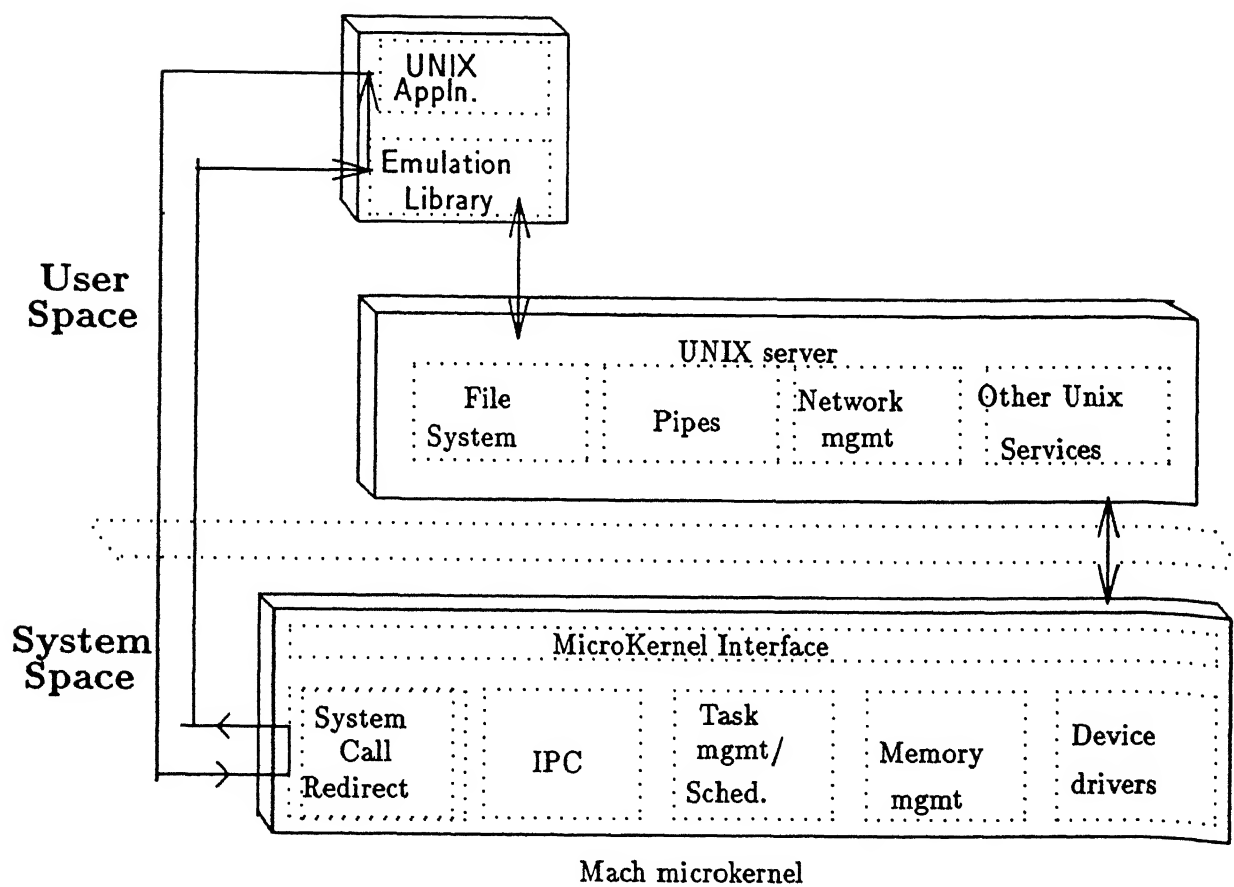 UNIX
Appln.
Emulation
Library
User
Space
UNIX server
File
System
Pipes
Network
mgmt
Other Unix
Services
System
Space
MicroKernel Interface
System
Call
Redirect
IPC
Task
mgmt/
Sched.
Memory
mgmt
Device
drivers
Mach microkernel